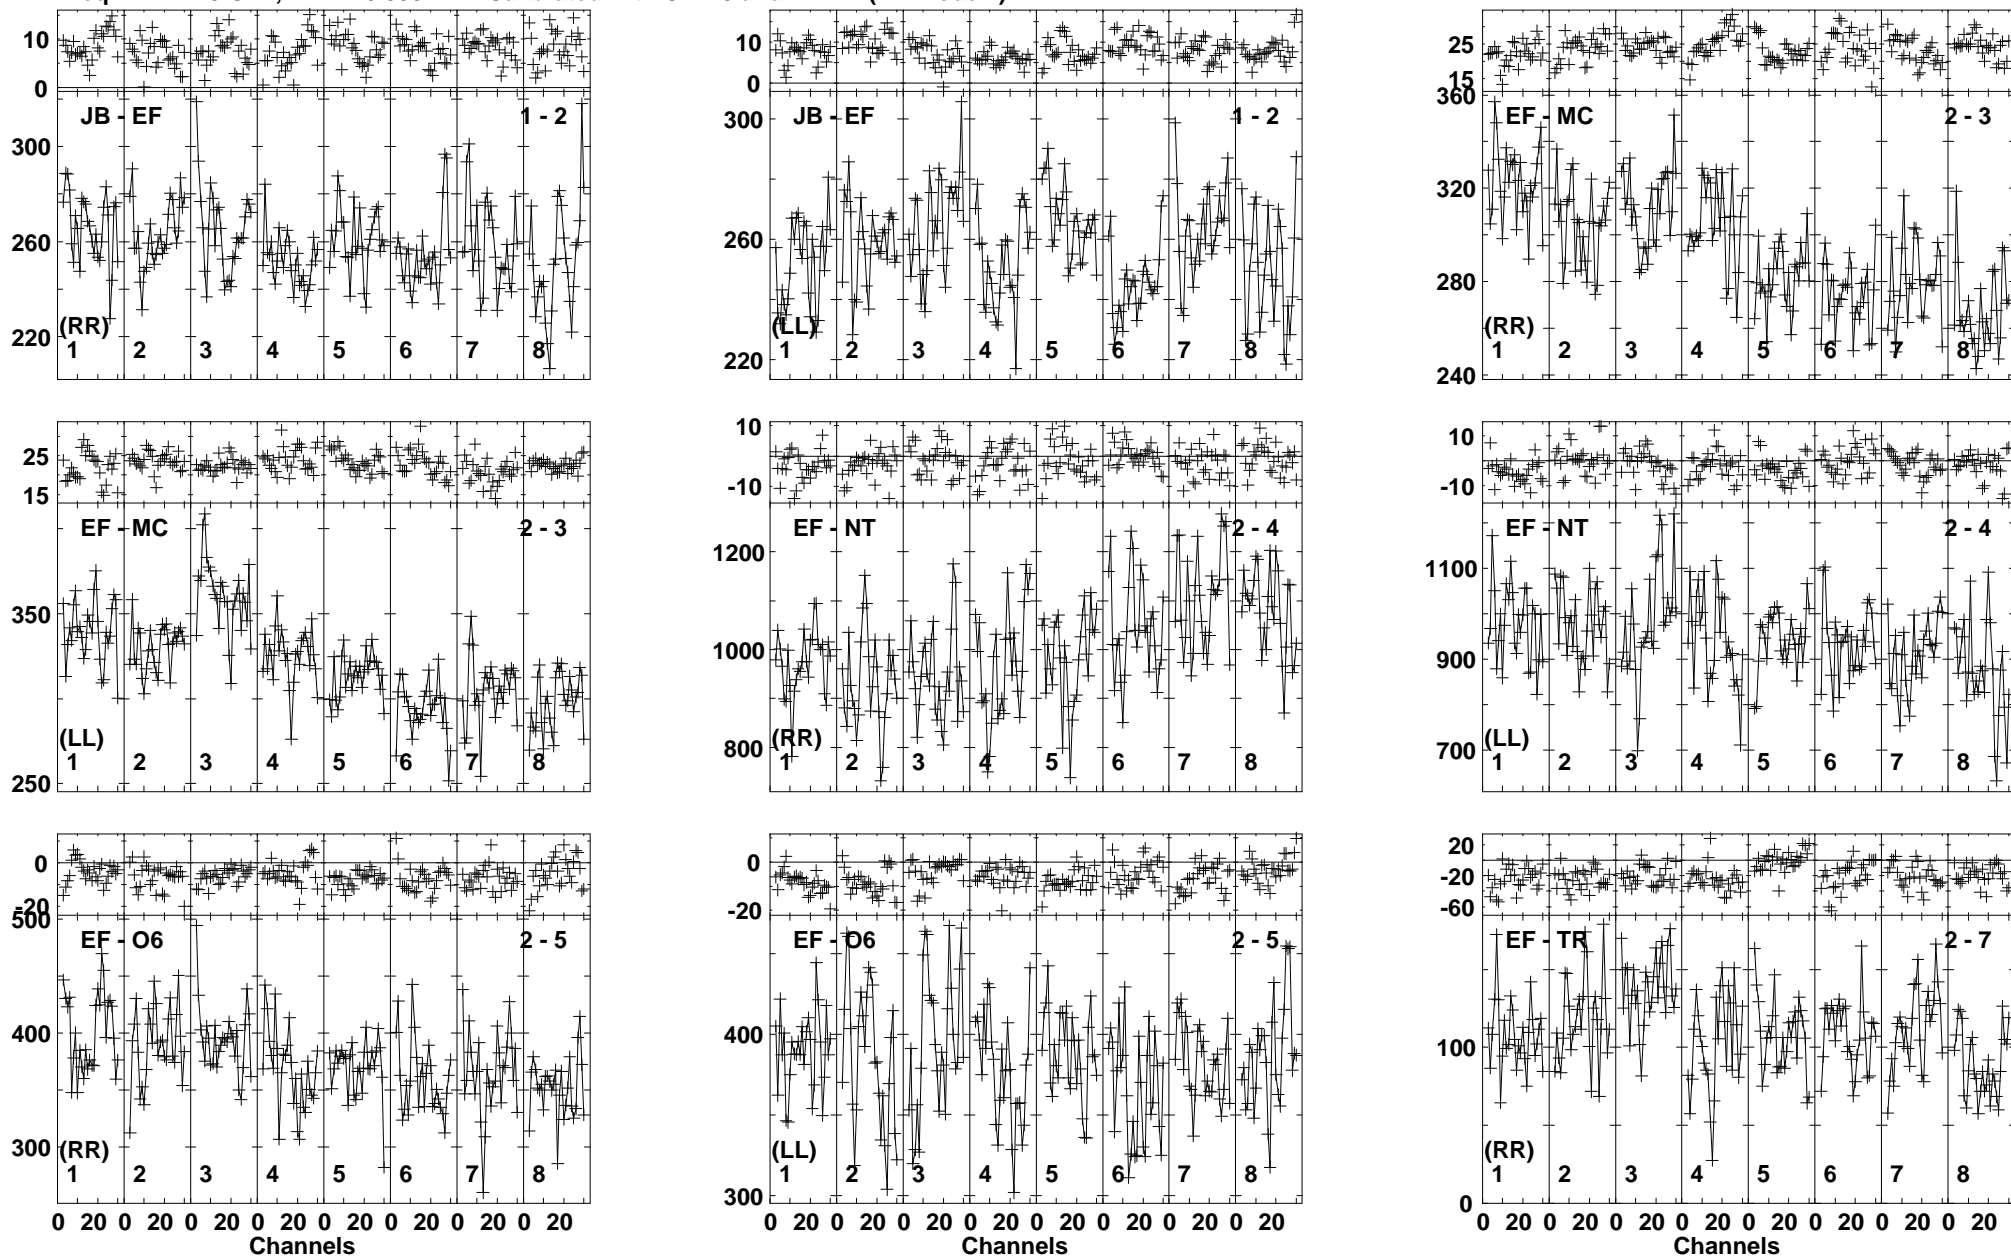 10 0
JB - EF 1 - 2
300 260 220
(RR)
1 2 3 4 5 6 7 8
10 0
JB - EF 1 - 2
300 260 220
(LL)
1 2 3 4 5 6 7 8
25 15
EF - MC 2 - 3
360 320 280 240
(RR)
1 2 3 4 5 6 7 8
25 15
EF - MC 2 - 3
350 250
(LL)
1 2 3 4 5 6 7 8
10 -10
EF - NT 2 - 4
1200 1000 800
(RR)
1 2 3 4 5 6 7 8
10 -10
EF - NT 2 - 4
1100 900 700
(LL)
1 2 3 4 5 6 7 8
0 -20
EF - O6 2 - 5
500 400 300
(RR)
1 2 3 4 5 6 7 8
0 20 0 20 0 20 0 20 0 20 0 20 0 20 0 20
Channels
0 -20
EF - O6 2 - 5
400 300
(LL)
1 2 3 4 5 6 7 8
0 20 0 20 0 20 0 20 0 20 0 20 0 20 0 20
Channels
20 -20 -60
EF - TR 2 - 7
100 0
(RR)
1 2 3 4 5 6 7 8
0 20 0 20 0 20 0 20 0 20 0 20 0 20 0 20
Channels